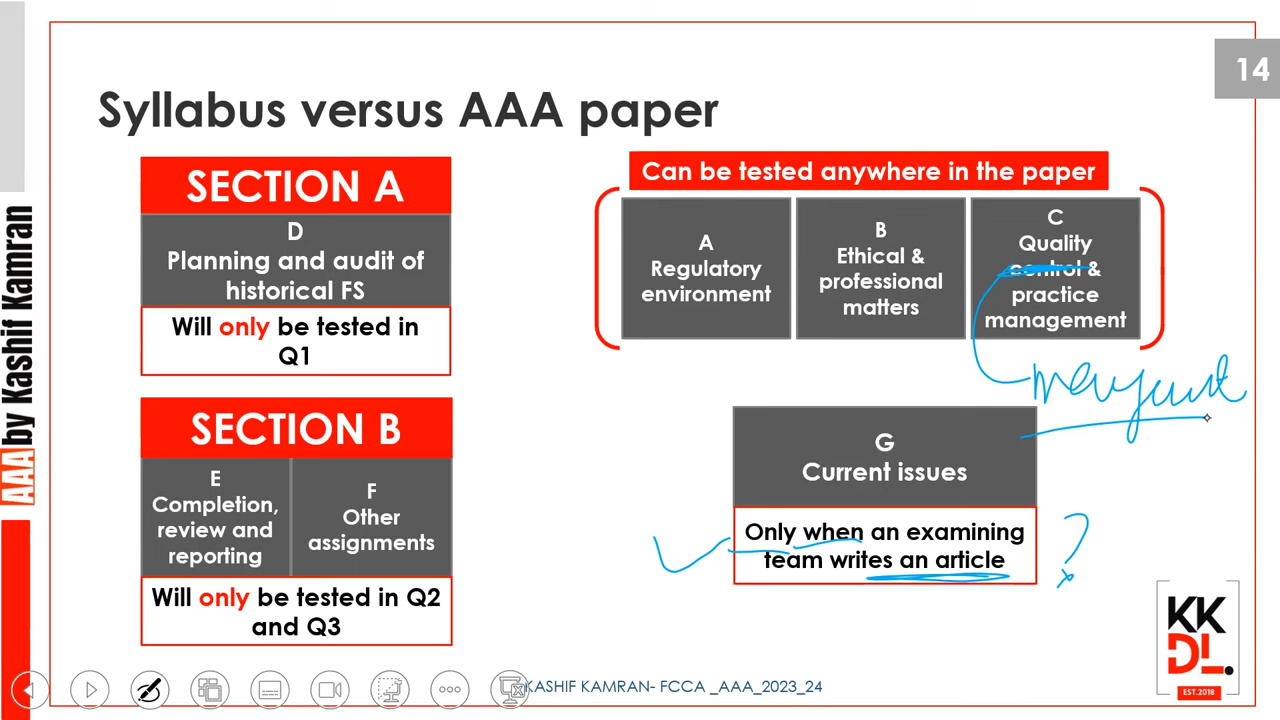 14
Syllabus versus AAA paper
SECTION A
D
Planning and audit of
historical FS
Will only be tested in
Q1
SECTION B
E
Completion,
review and
reporting
F
Other
assignments
Will only be tested in Q2
and Q3
Can be tested anywhere in the paper
A
Regulatory
environment
B
Ethical &
professional
matters
C
Quality
control &
practice
management
G
Current issues
Only when an examining
team writes an article
?
AAA by Kashif Kamran
KASHIF KAMRAN- FCCA _AAA_2023_24
KK
DL.
EST.2018